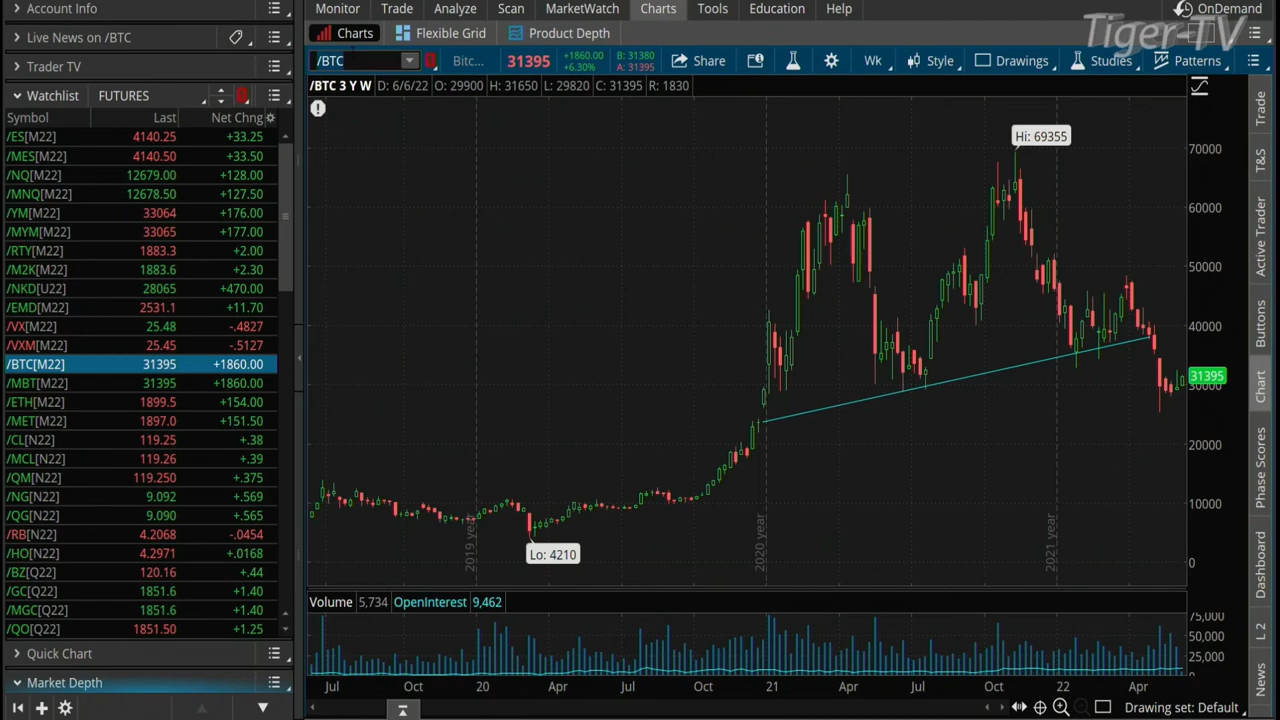 Account Info
Live News on /BTC
Trader TV
Watchlist FUTURES
Symbol Last Net Chng
/ES[M22] 4140.25 +33.25
/MES[M22] 4140.50 +33.50
/NQ[M22] 12679.00 +128.00
/MNQ[M22] 12678.50 +127.50
/YM[M22] 33064 +176.00
/MYM[M22] 33065 +177.00
/RTY[M22] 1883.3 +2.00
/M2K[M22] 1883.6 +2.30
/NKD[U22] 28065 +470.00
/EMD[M22] 2531.1 +11.70
/VX[M22] 25.48 -.4827
/VXM[M22] 25.45 -.5127
/BTC[M22] 31395 +1860.00
/MBT[M22] 31395 +1860.00
/ETH[M22] 1899.5 +154.00
/MET[M22] 1897.0 +151.50
/CL[N22] 119.25 +.38
/MCL[N22] 119.26 +.39
/QM[N22] 119.250 +.375
/NG[N22] 9.092 +.569
/QG[N22] 9.090 +.565
/RB[N22] 4.2068 -.0454
/HO[N22] 4.2971 +.0168
/BZ[Q22] 120.16 +.44
/GC[Q22] 1851.6 +1.40
/MGC[Q22] 1851.6 +1.40
/QO[Q22] 1851.50 +1.25
Quick Chart
Market Depth
Monitor Trade Analyze Scan MarketWatch Charts Tools Education Help
OnDemand
Tiger-TV
Charts Flexible Grid Product Depth
/BTC Bitc... 31395 +1860.00 +6.30% B: 31380 A: 31395 Share Wk Style Drawings Studies Patterns
/BTC 3 Y W D: 6/6/22 O: 29900 H: 31650 L: 29820 C: 31395 R: 1830
Hi: 69355
70000
60000
50000
40000
31395
30000
20000
10000
0
Lo: 4210
2019 year
2020 year
2021 year
Volume 5,734 OpenInterest 9,462
75,000
50,000
25,000
Jul Oct 20 Apr Jul Oct 21 Apr Jul Oct 22 Apr
Drawing set: Default
Trade
T&S
Active Trader
Buttons
Chart
Phase Scores
Dashboard
L 2
News